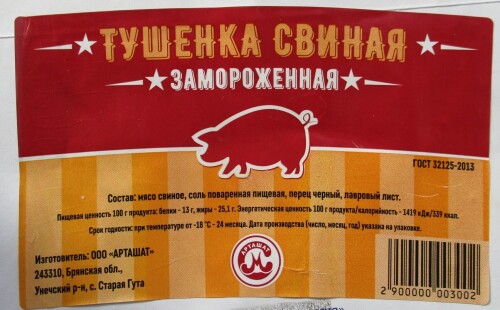 ТУШЕНКА СВИНАЯ
ЗАМОРОЖЕННАЯ
ГОСТ 32125-2013
Состав: мясо свиное, соль поваренная пищевая, перец черный, лавровый лист.
Пищевая ценность 100 г продукта: белки - 13 г, жиры - 25,1 г. Энергетическая ценность 100 г продукта/калорийность - 1419 кДж/339 ккал.
Срок годности: при температуре от -18 °С - 24 месяца. Дата производства (число, месяц, год) указана на упаковке.
Изготовитель: ООО «АРТАШАТ»
243310, Брянская обл.,
Унечский р-н, с. Старая Гута
АРТАШАТ
2 900000 003002